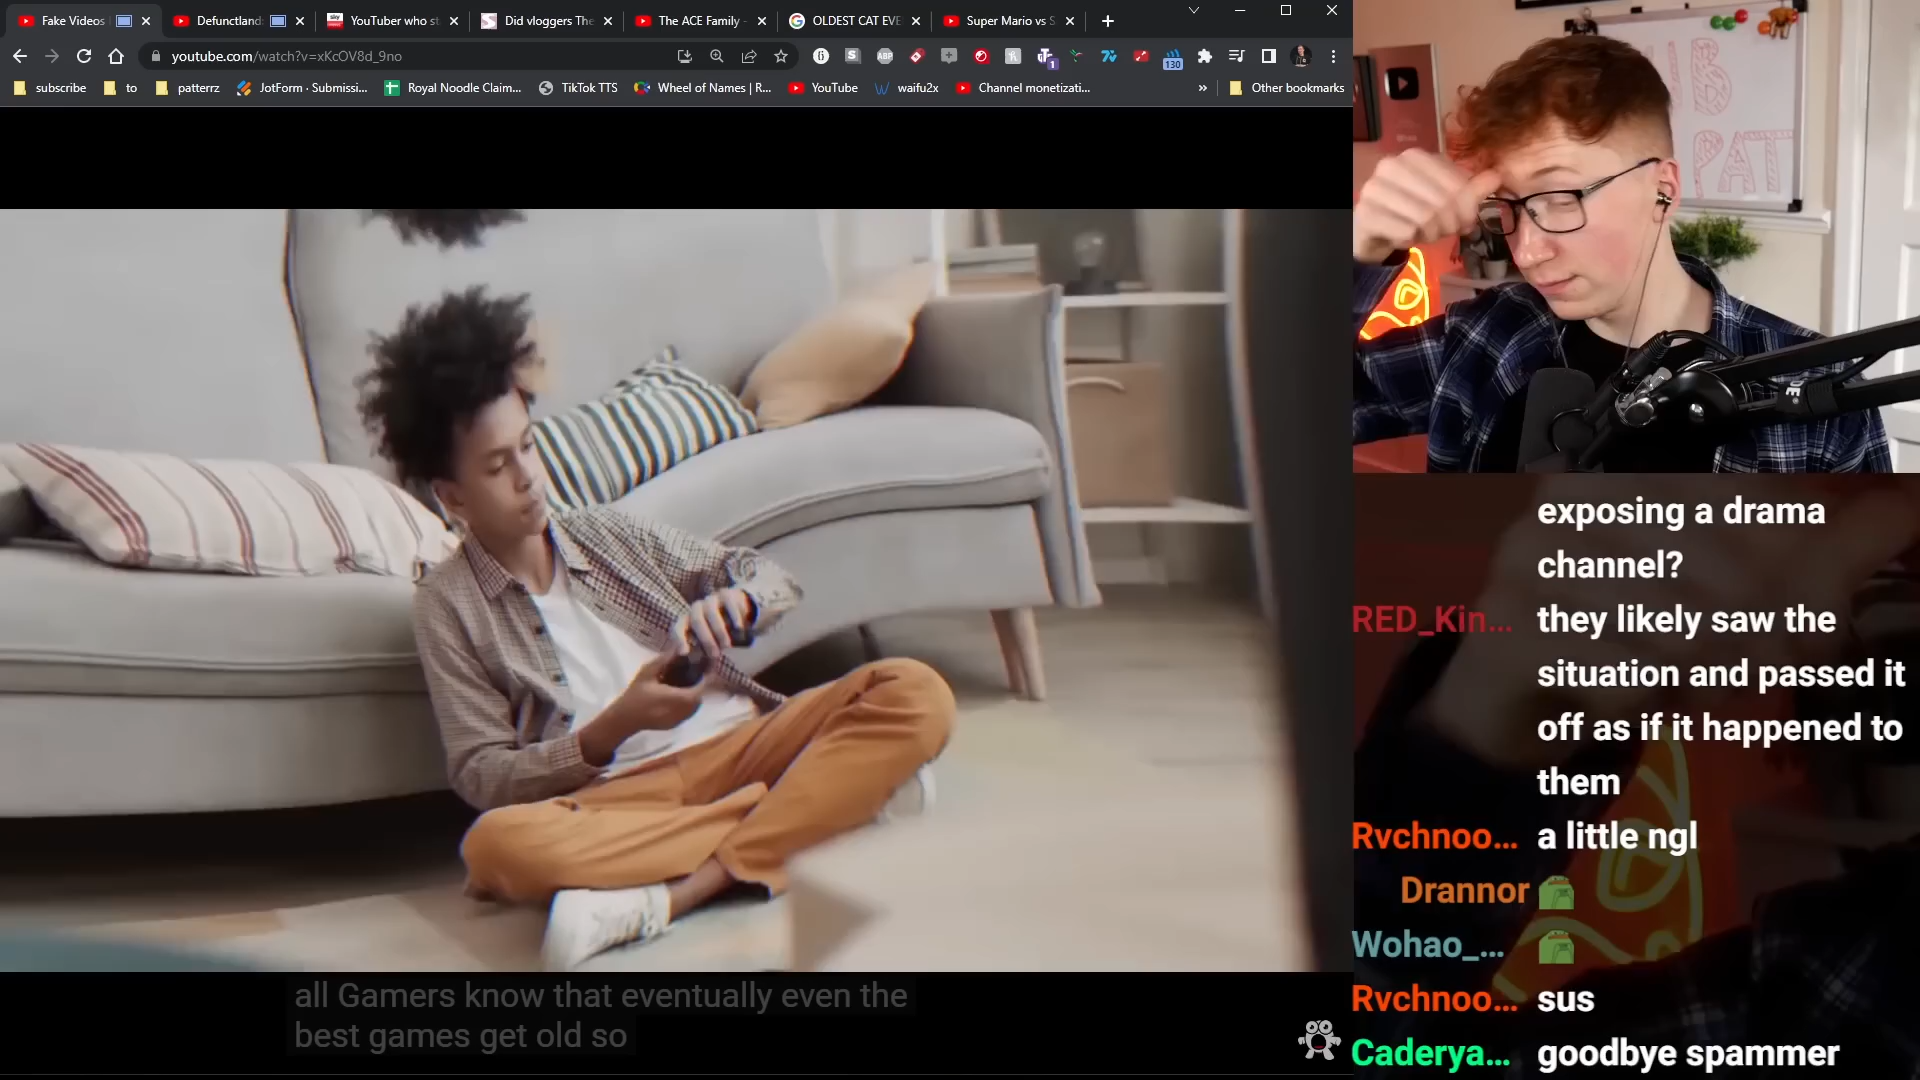 Fake Videos
Defunctland:
YouTuber who st
Did vloggers The
The ACE Family -
OLDEST CAT EVE
Super Mario vs S
youtube.com/watch?v=xKcOV8d_9no
130
subscribe
to
patterrz
JotForm · Submissi...
Royal Noodle Claim...
TikTok TTS
Wheel of Names | R...
YouTube
waifu2x
Channel monetizati...
»
Other bookmarks
PAT
all Gamers know that eventually even the
best games get old so
exposing a drama
channel?
RED_Kin... they likely saw the
situation and passed it
off as if it happened to
them
Rvchnoo... a little ngl
Drannor
Wohao_...
Rvchnoo... sus
Caderya... goodbye spammer